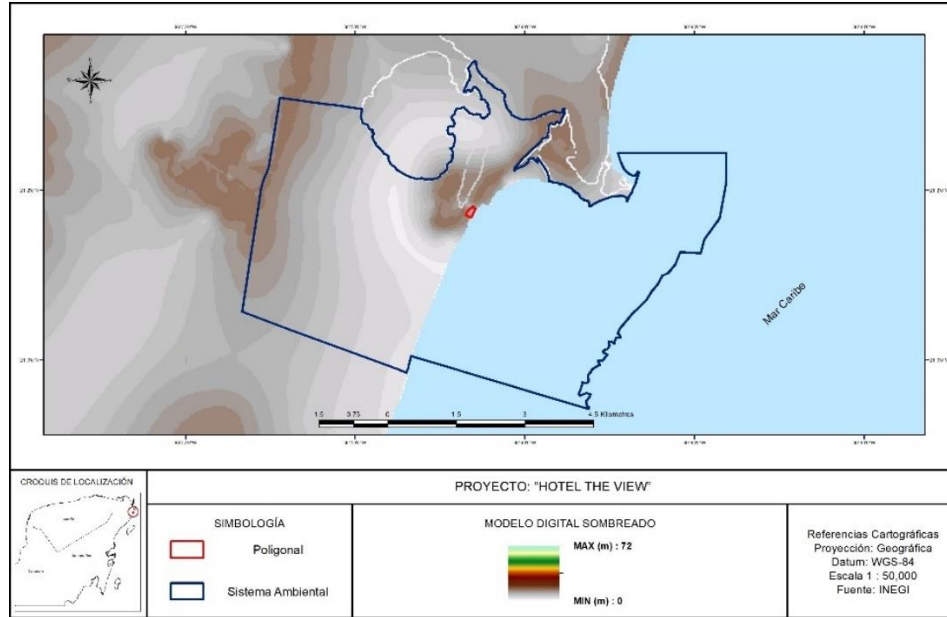 Mar Caribe
1.5 0.75 0 1.5 3 4.5 Kilometros
CROQUIS DE LOCALIZACIÓN
PROYECTO: "HOTEL THE VIEW"
SIMBOLOGÍA
Poligonal
Sistema Ambiental
MODELO DIGITAL SOMBREADO
MAX (m) : 72
MIN (m) : 0
Referencias Cartográficas
Proyección: Geográfica
Datum: WGS-84
Escala 1 : 50,000
Fuente: INEGI